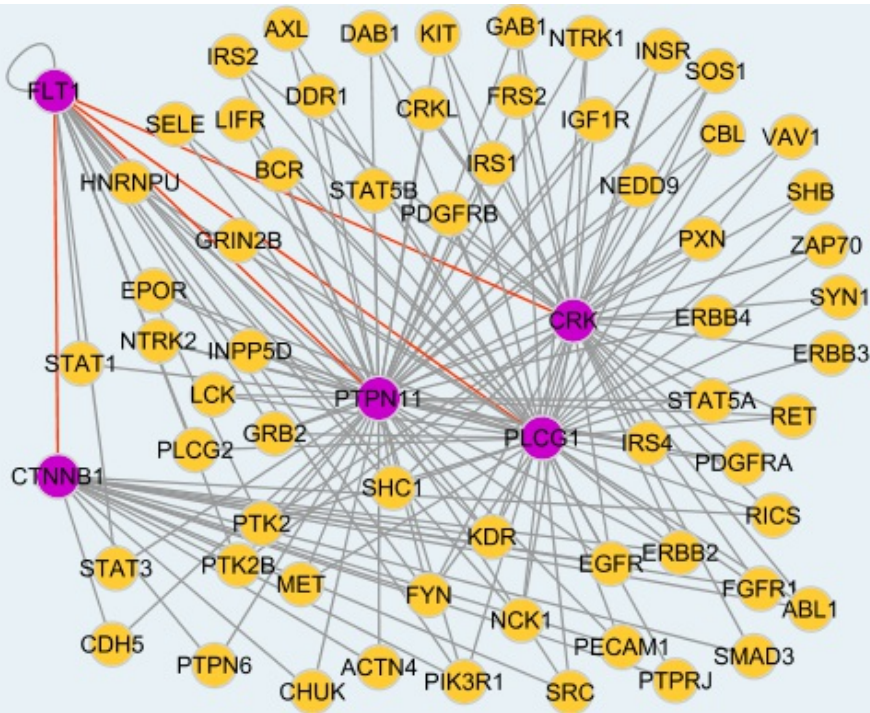 AXL
DAB1
KIT
GAB1
NTRK1
INSR
IRS2
SOS1
FLT1
DDR1
CRKL
FRS2
SELE
LIFR
IGF1R
CBL
VAV1
BCR
IRS1
HNRNPU
STAT5B
NEDD9
SHB
PDGFRB
GRIN2B
PXN
ZAP70
EPOR
SYN1
CRK
ERBB4
NTRK2
INPP5D
STAT1
ERBB3
LCK
PTPN11
STAT5A
RET
GRB2
PLCG1
IRS4
PLCG2
PDGFRA
CTNNB1
SHC1
RICS
PTK2
KDR
PTK2B
EGFR
ERBB2
STAT3
MET
FYN
FGFR1
ABL1
NCK1
CDH5
PECAM1
SMAD3
PTPN6
ACTN4
CHUK
PIK3R1
SRC
PTPRJ